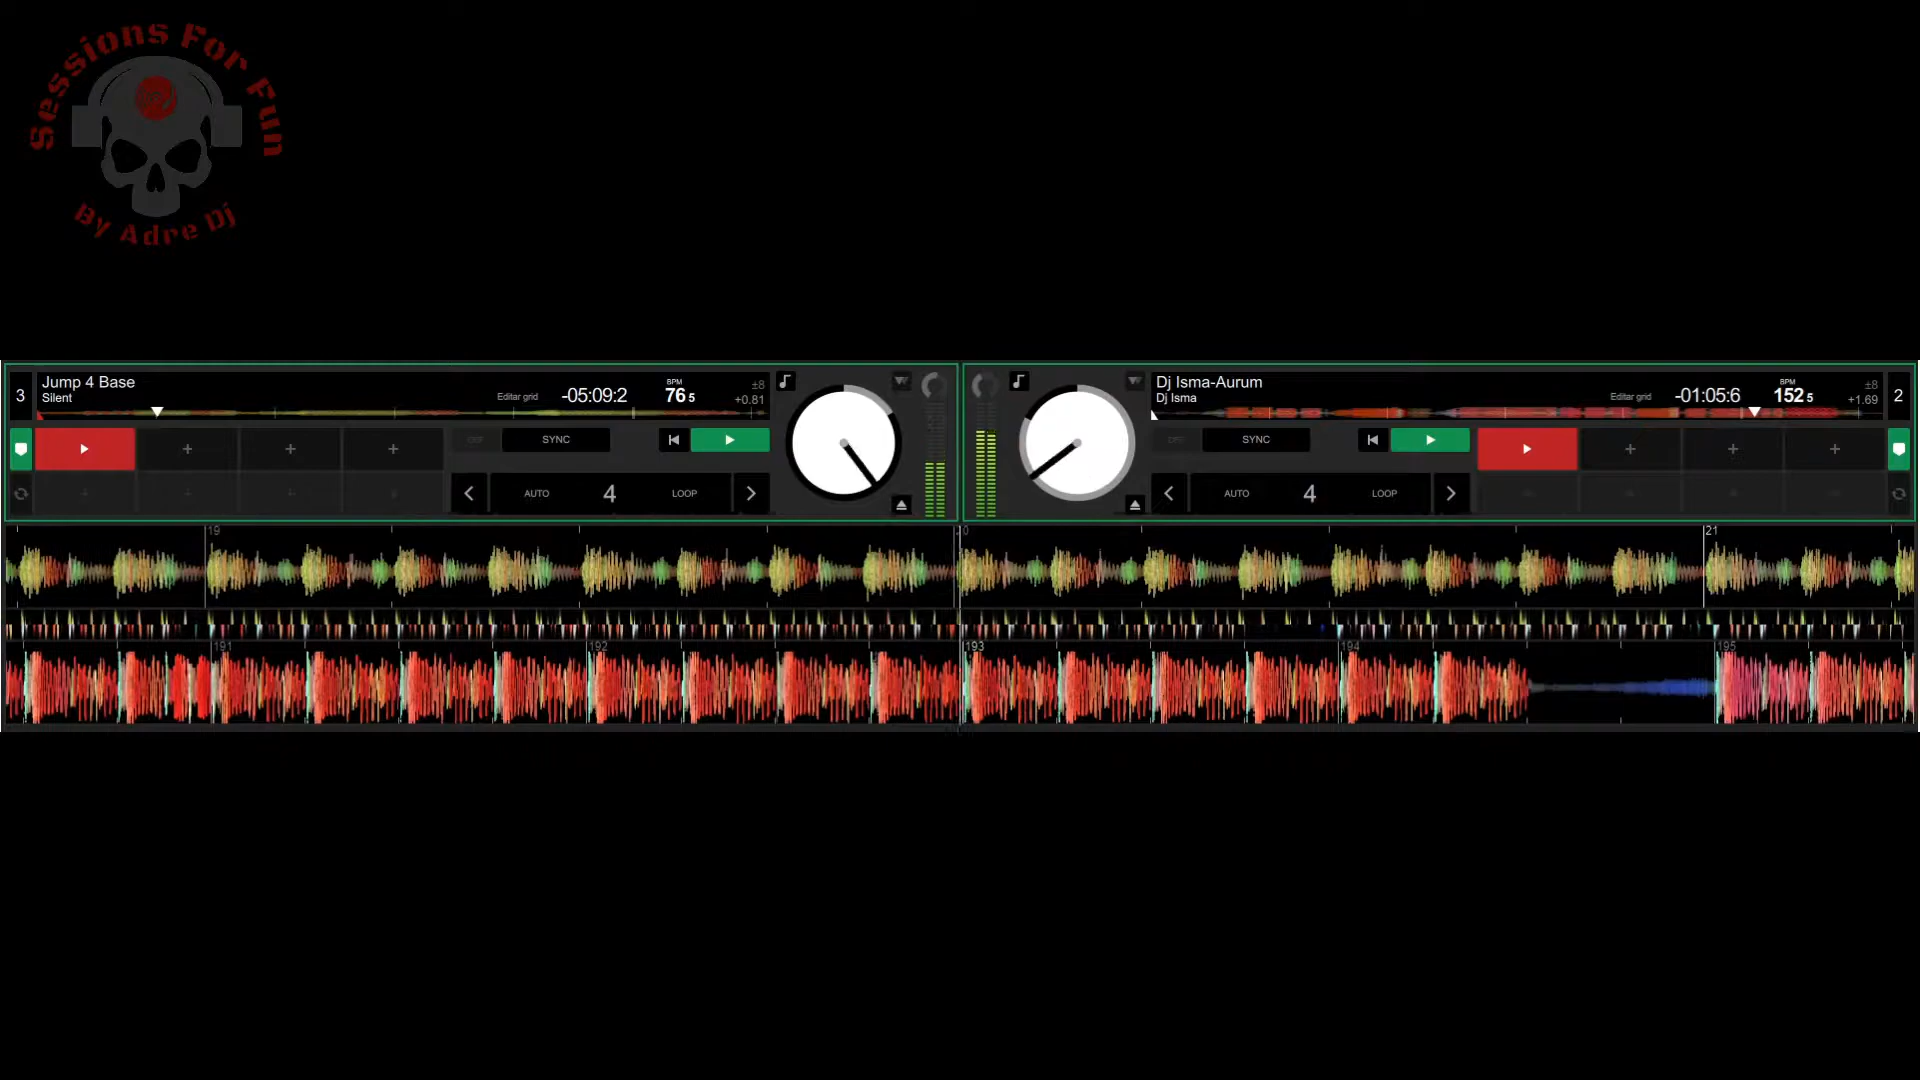 Sessions For Fun
By Adre Dj
3
Jump 4 Base
Silent
Editar grid
-05:09:2
BPM
76 5
±8
+0.81
OFF
SYNC
AUTO
4
LOOP
Dj Isma-Aurum
Dj Isma
Editar grid
-01:05:6
BPM
152 5
±8
+1.69
2
OFF
SYNC
AUTO
4
LOOP
19
21
191
192
193
194
195